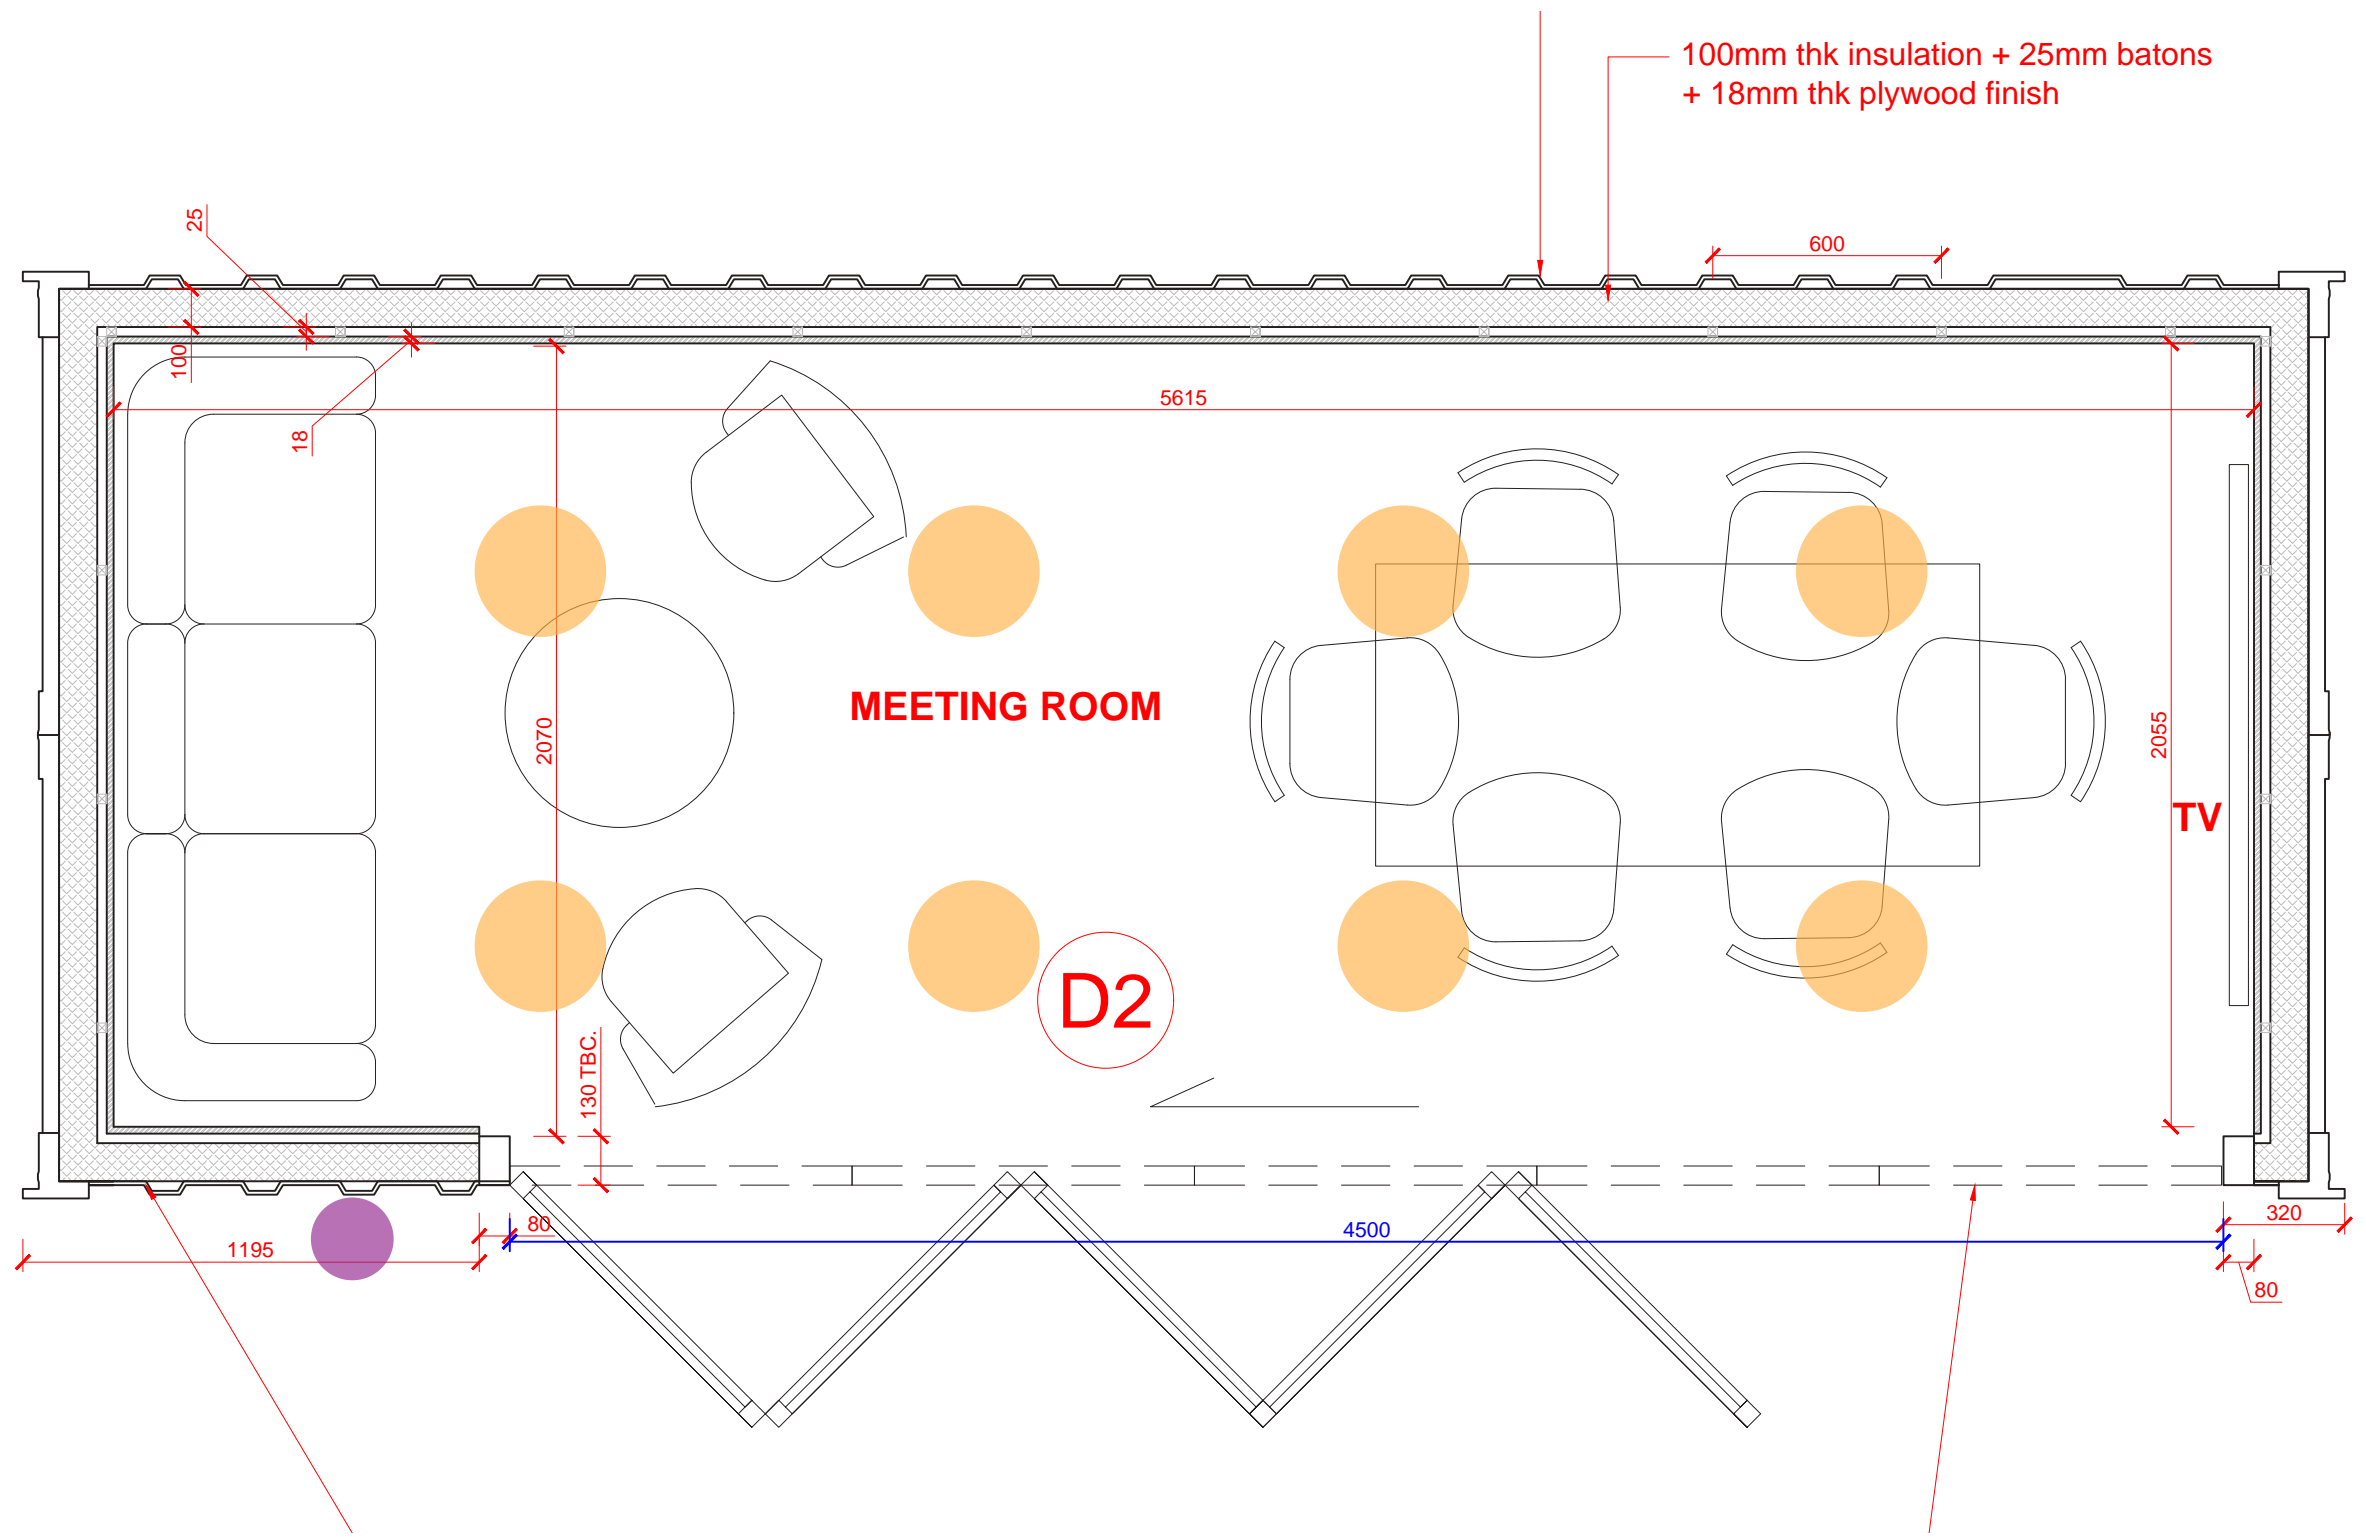 100mm thk insulation + 25mm batons
+ 18mm thk plywood finish
25
600
100
18
5615
MEETING ROOM
2070
2055
TV
D2
130 TBC.
80
4500
320
1195
80